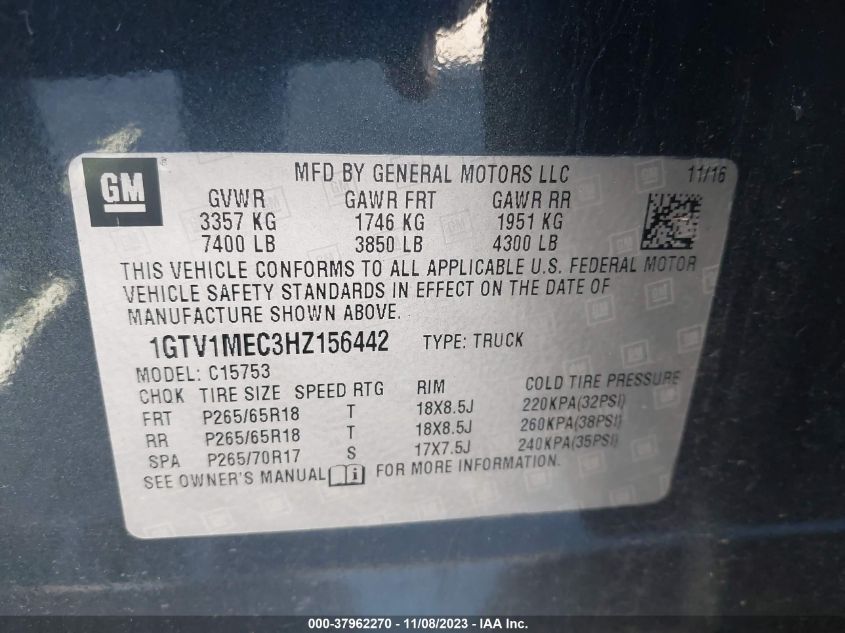 GM
MFD BY GENERAL MOTORS LLC 11/16
GVWR GAWR FRT GAWR RR
3357 KG 1746 KG 1951 KG
7400 LB 3850 LB 4300 LB
THIS VEHICLE CONFORMS TO ALL APPLICABLE U.S. FEDERAL MOTOR
VEHICLE SAFETY STANDARDS IN EFFECT ON THE DATE OF
MANUFACTURE SHOWN ABOVE.
1GTV1MEC3HZ156442 TYPE: TRUCK
MODEL: C15753
CHQK TIRE SIZE SPEED RTG RIM COLD TIRE PRESSURE
FRT P265/65R18 T 18X8.5J 220KPA(32PSI)
RR P265/65R18 T 18X8.5J 260KPA(38PSI)
SPA P265/70R17 S 17X7.5J 240KPA(35PSI)
SEE OWNER'S MANUAL i FOR MORE INFORMATION.
000-37962270 - 11/08/2023 - IAA Inc.